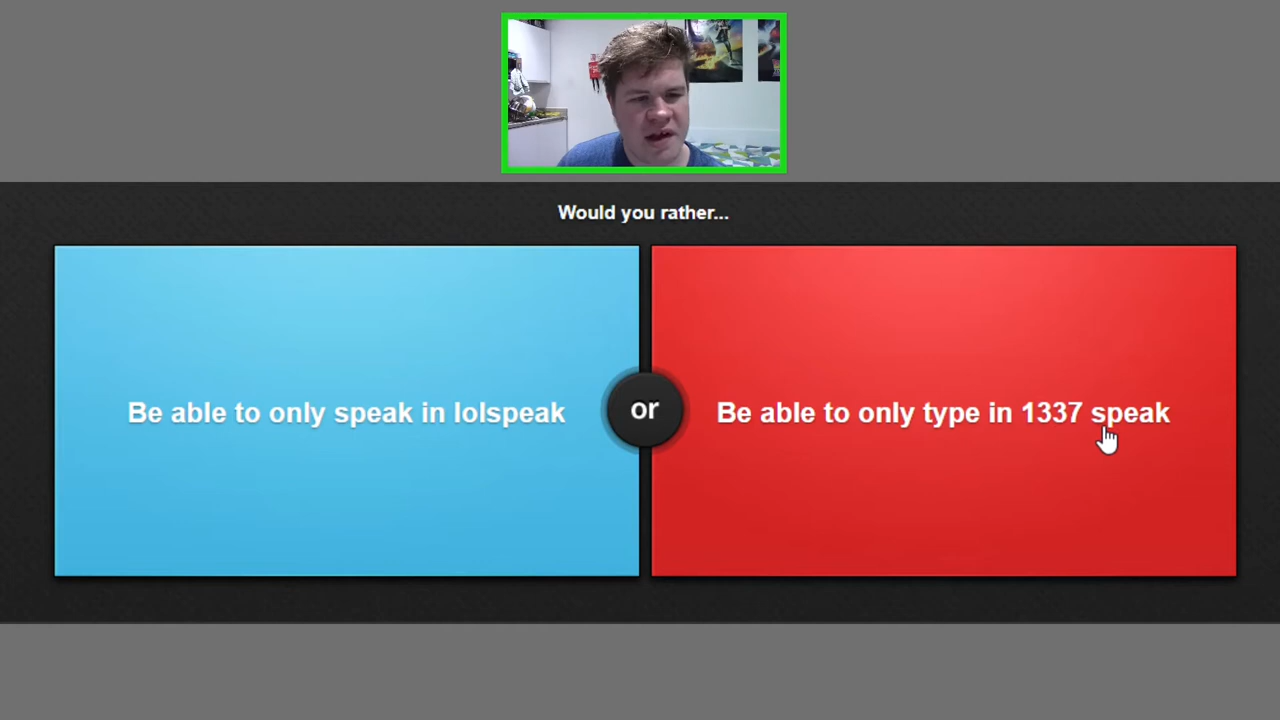 Would you rather...
Be able to only speak in lolspeak
or
Be able to only type in 1337 speak